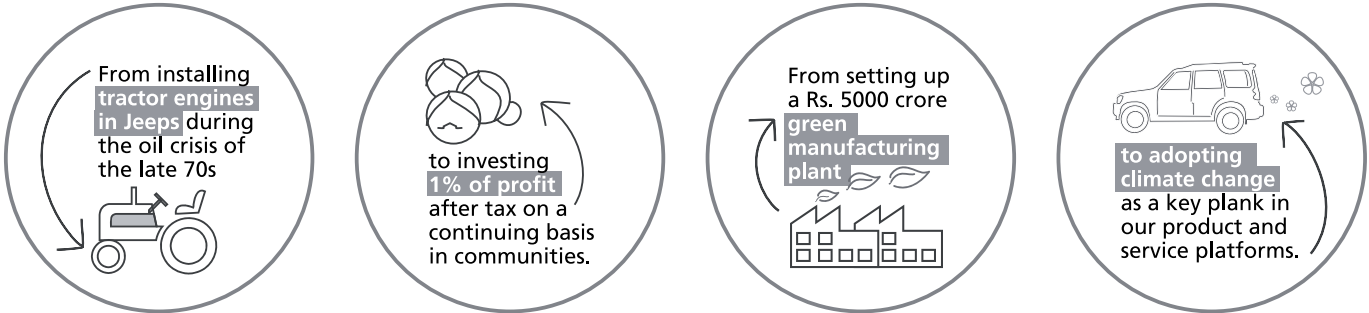 From installing
tractor engines
in Jeeps during
the oil crisis of
the late 70s
to investing
1% of profit
after tax on a
continuing basis
in communities.
From setting up
a Rs. 5000 crore
green
manufacturing
plant
to adopting
climate change
as a key plank in
our product and
service platforms.